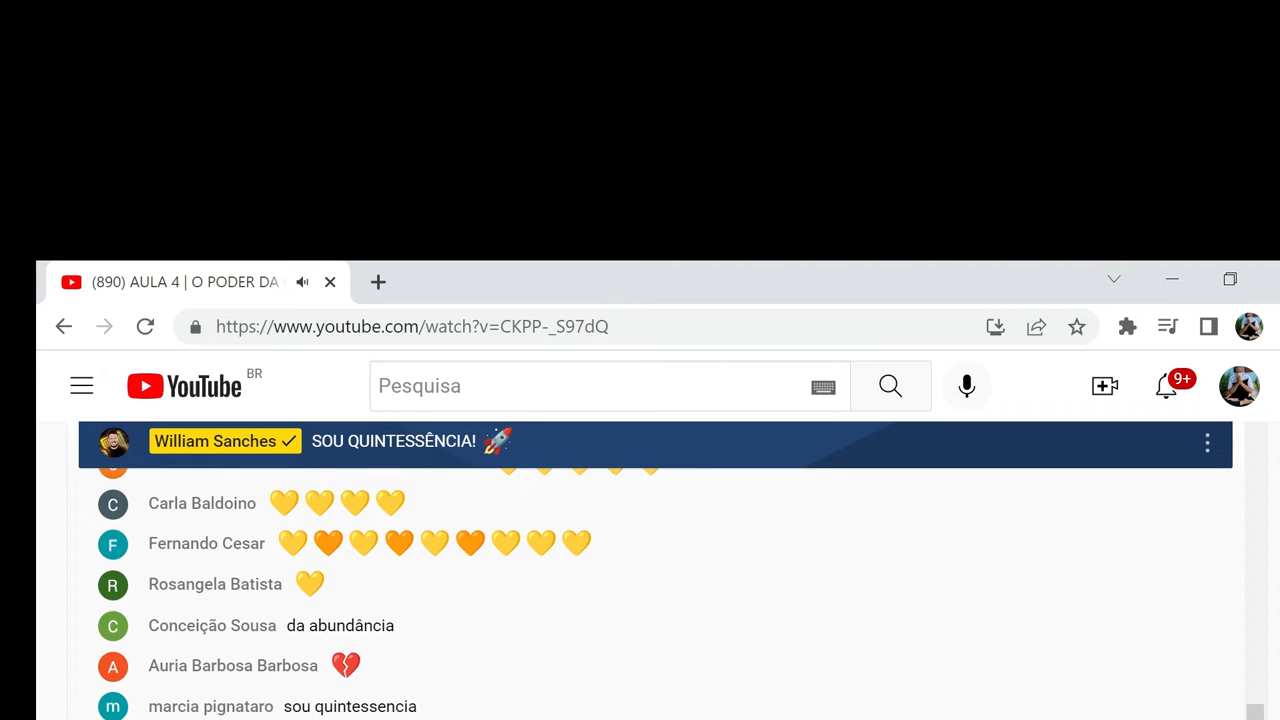 (890) AULA 4 | O PODER DA
https://www.youtube.com/watch?v=CKPP-_S97dQ
YouTube BR
Pesquisa
9+
William Sanches SOU QUINTESSÊNCIA!
C Carla Baldoino
F Fernando Cesar
R Rosangela Batista
C Conceição Sousa da abundância
A Auria Barbosa Barbosa
m marcia pignataro sou quintessencia